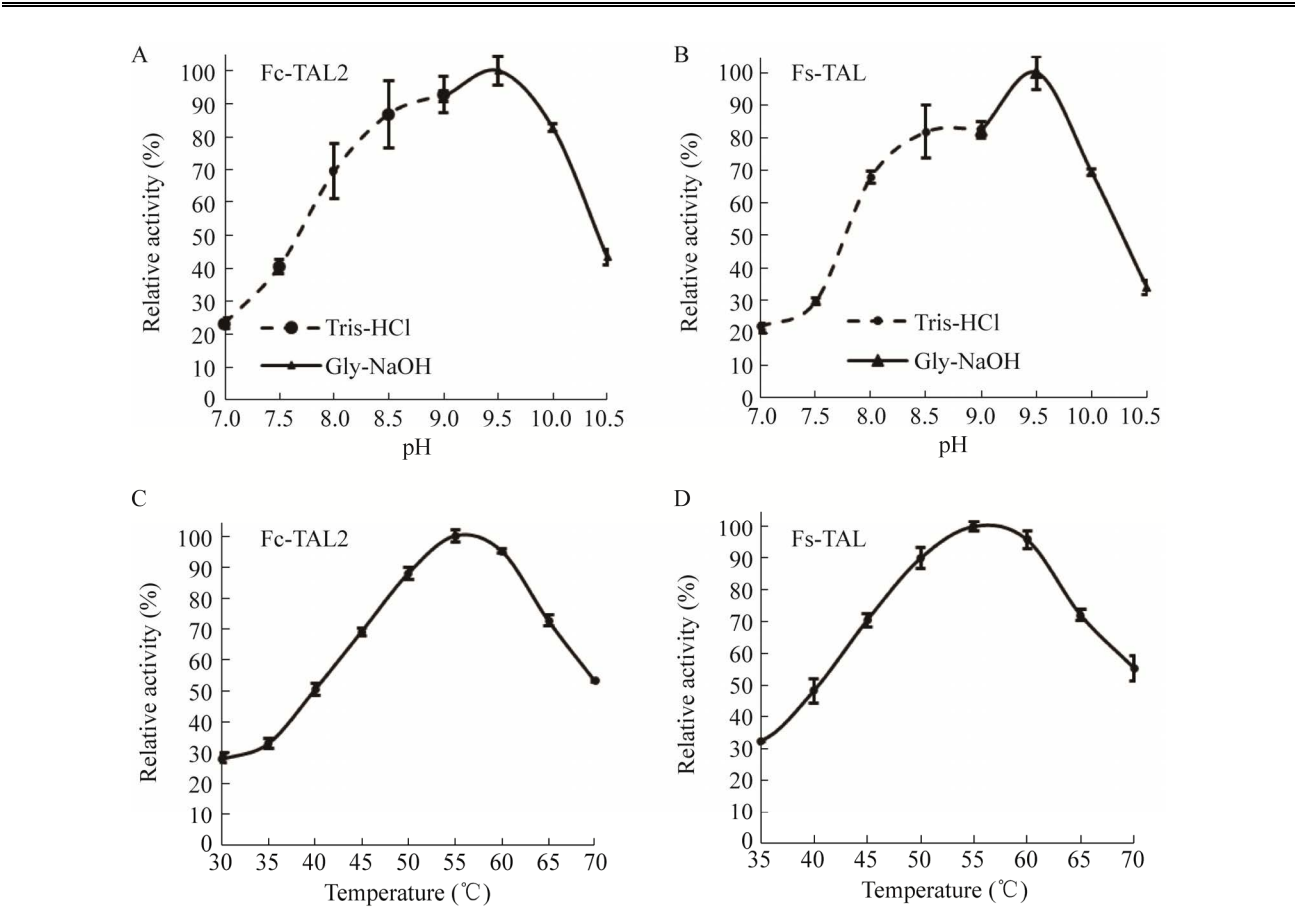 A
Fc-TAL2
Relative activity (%)
100
90
80
70
60
50
40
30
20
10
0
Tris-HCl
Gly-NaOH
7.0 7.5 8.0 8.5 9.0 9.5 10.0 10.5
pH
B
Fs-TAL
Relative activity (%)
100
90
80
70
60
50
40
30
20
10
0
Tris-HCl
Gly-NaOH
7.0 7.5 8.0 8.5 9.0 9.5 10.0 10.5
pH
C
Fc-TAL2
Relative activity (%)
100
90
80
70
60
50
40
30
20
10
0
30 35 40 45 50 55 60 65 70
Temperature (℃)
D
Fs-TAL
Relative activity (%)
100
90
80
70
60
50
40
30
20
10
0
35 40 45 50 55 60 65 70
Temperature (℃)